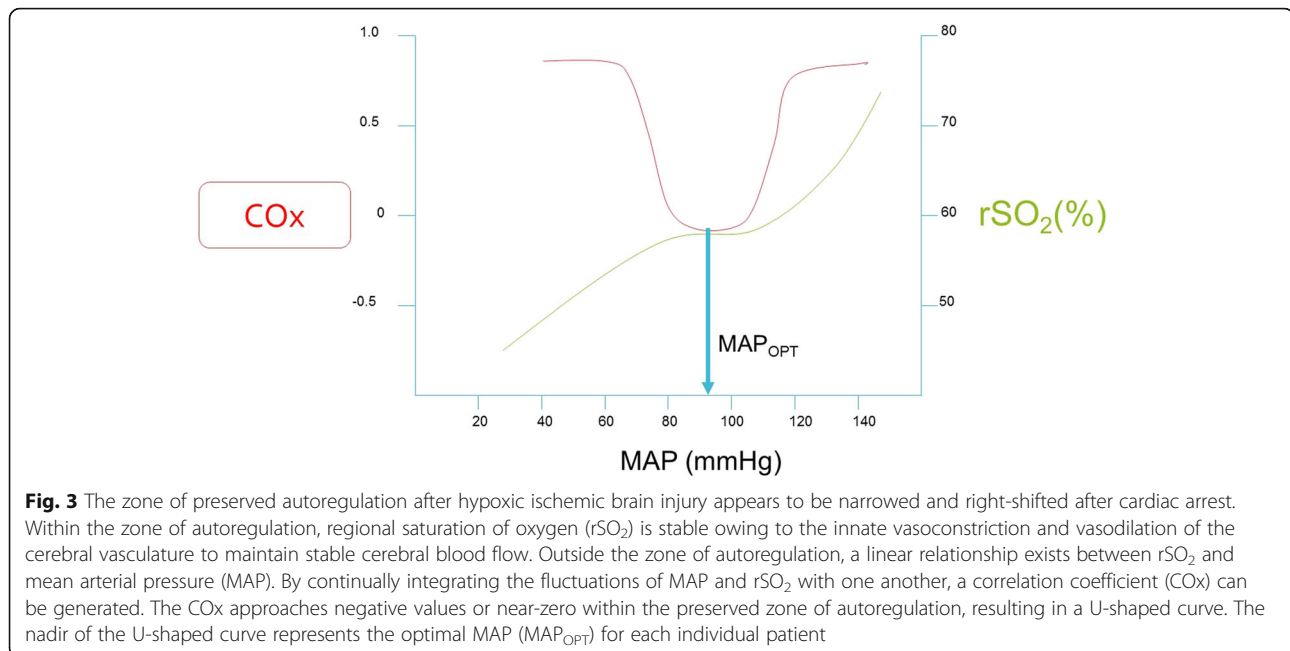 1.0
0.5
0
-0.5
COx
80
70
60
50
rSO2(%)
MAPOPT
20 40 60 80 100 120 140
MAP (mmHg)
Fig. 3 The zone of preserved autoregulation after hypoxic ischemic brain injury appears to be narrowed and right-shifted after cardiac arrest.
Within the zone of autoregulation, regional saturation of oxygen (rSO2) is stable owing to the innate vasoconstriction and vasodilation of the
cerebral vasculature to maintain stable cerebral blood flow. Outside the zone of autoregulation, a linear relationship exists between rSO2 and
mean arterial pressure (MAP). By continually integrating the fluctuations of MAP and rSO2 with one another, a correlation coefficient (COx) can
be generated. The COx approaches negative values or near-zero within the preserved zone of autoregulation, resulting in a U-shaped curve. The
nadir of the U-shaped curve represents the optimal MAP (MAPOPT) for each individual patient